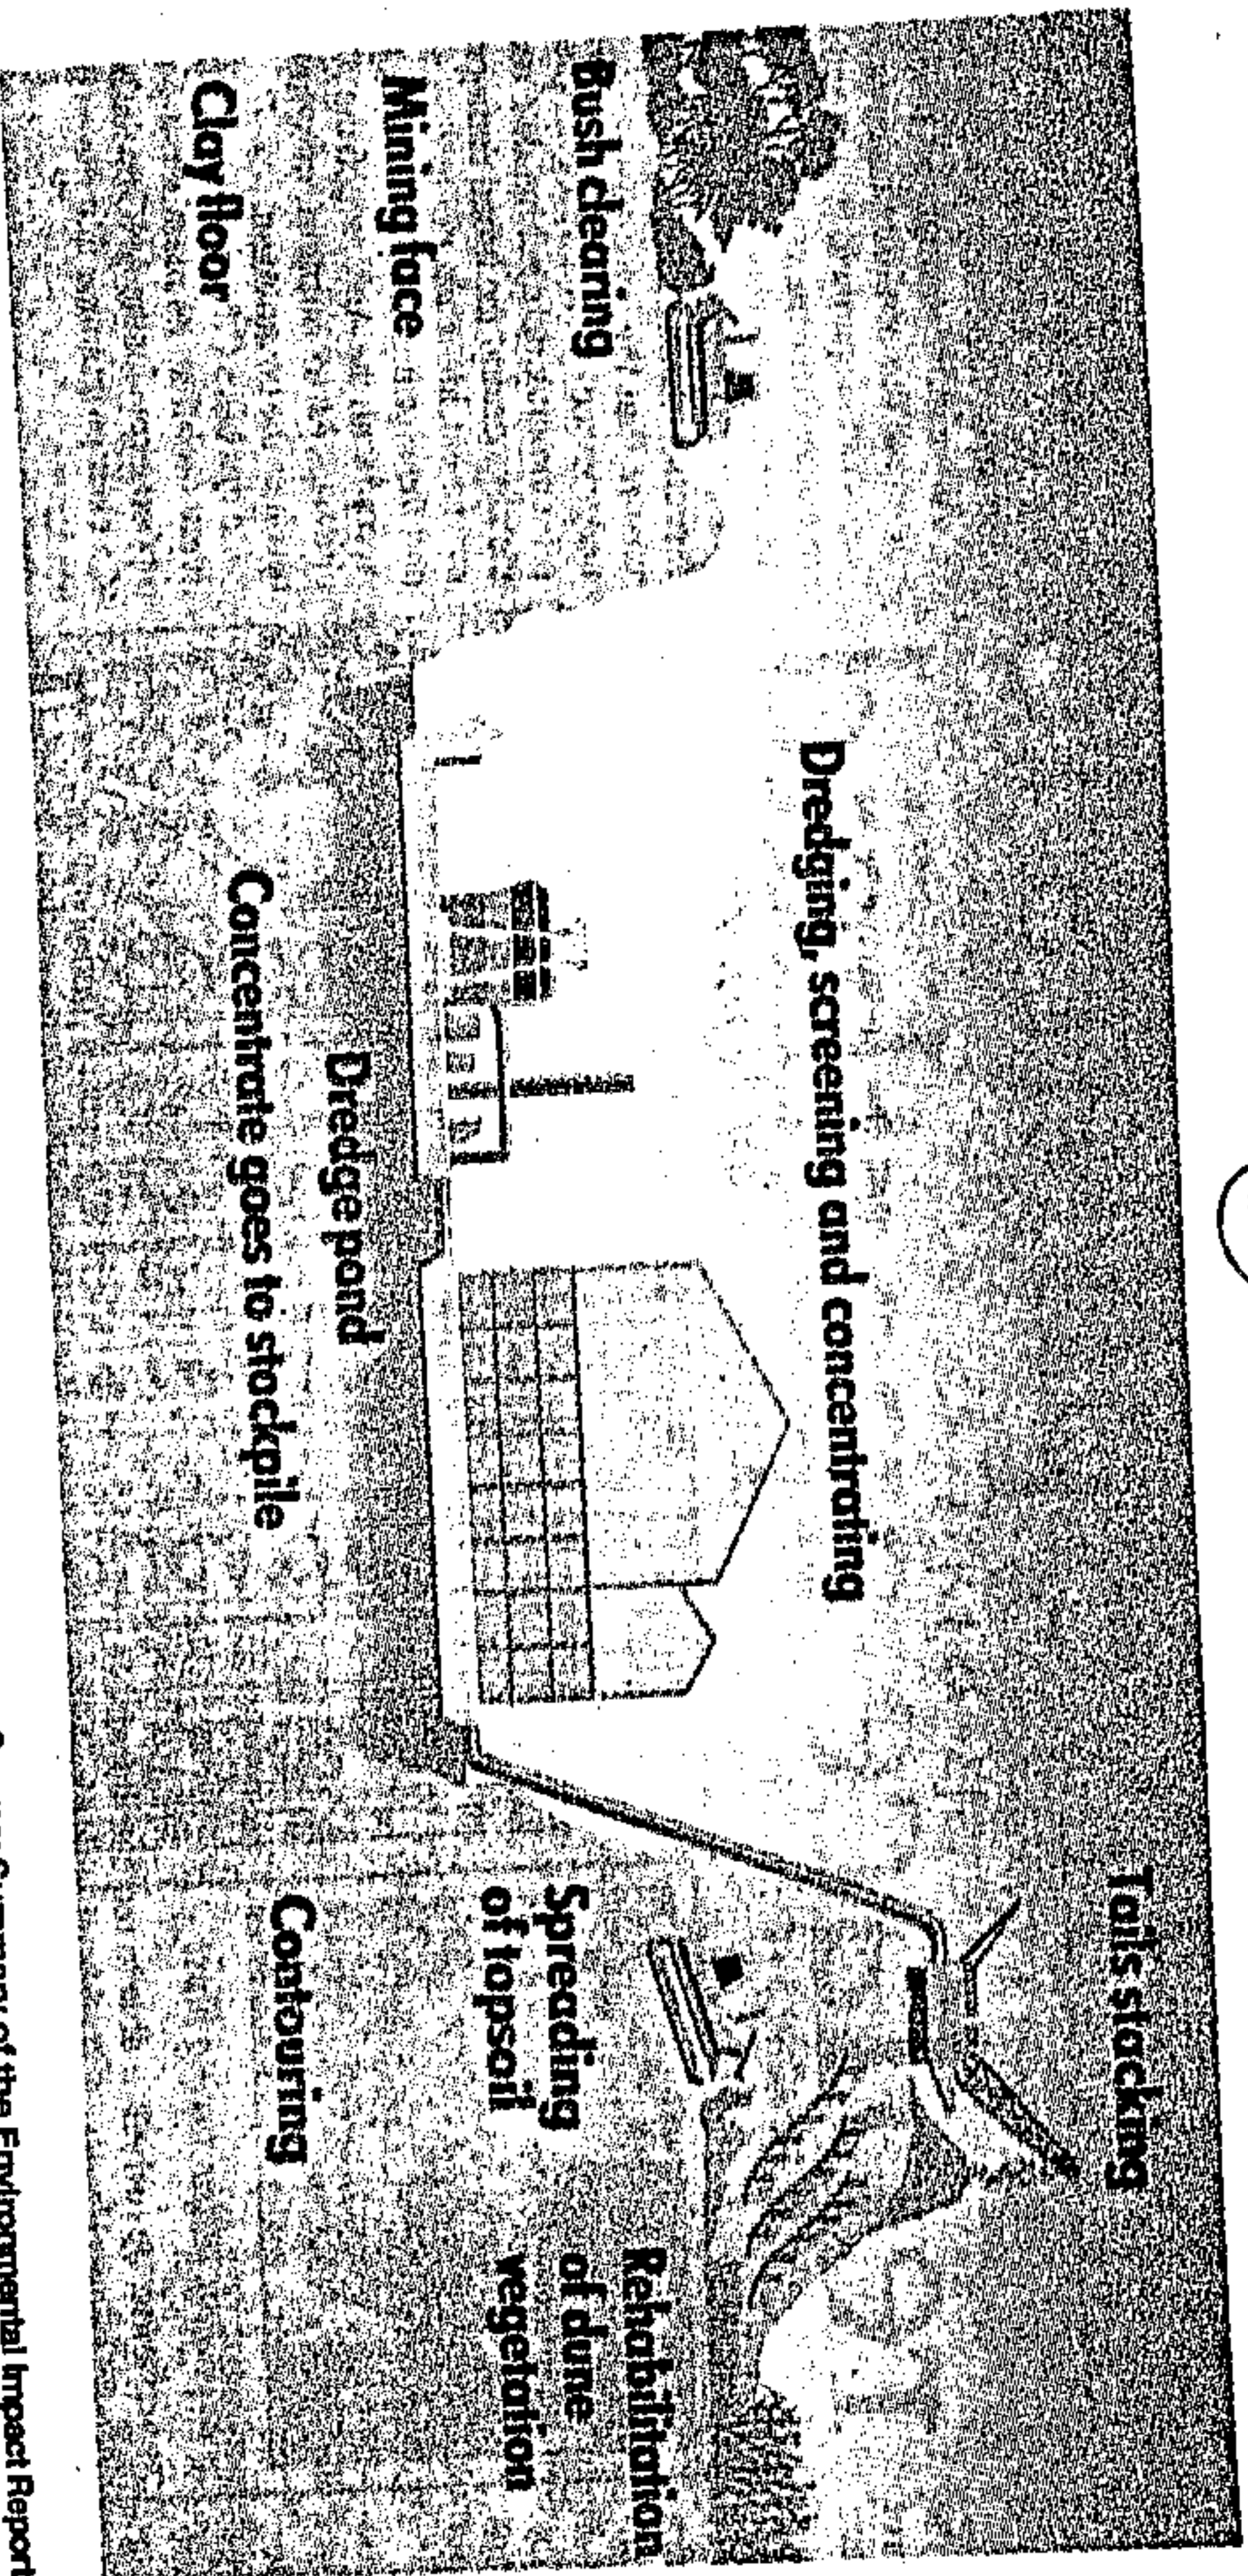 Tails stacking
Dredging, screening and concentrating
Bush clearing
Mining face
Clay floor
Dredge pond
Concentrate goes to stockpile
Spreading
of topsoil
Contouring
Rehabilitation
of dune
vegetation
Summary of the Environmental Impact Report